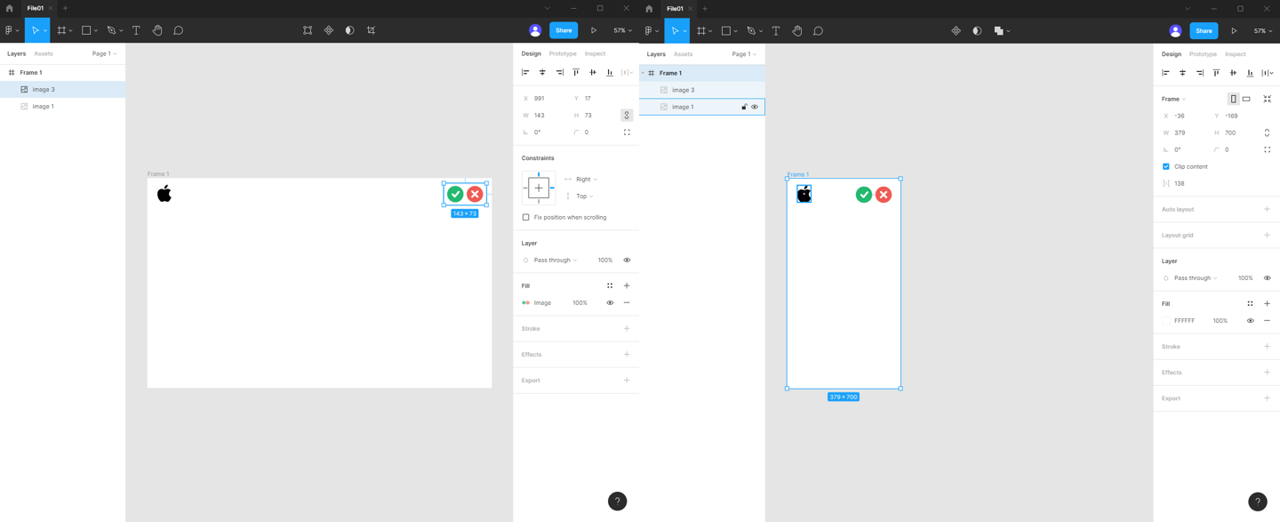 File01
Share
57%
Layers
Assets
Page 1
Frame 1
image 3
image 1
Frame 1
143 × 73
Design
Prototype
Inspect
X 991 Y 17
W 143 H 73
0° 0
Constraints
Right
Top
Fix position when scrolling
Layer
Pass through 100%
Fill
Image 100%
Stroke
Effects
Export
?
File01
Share
57%
Layers
Assets
Page 1
Frame 1
image 3
image 1
Frame 1
379 × 700
Design
Prototype
Inspect
Frame
X -36 Y -169
W 379 H 700
0° 0
Clip content
138
Auto layout
Layout grid
Layer
Pass through 100%
Fill
FFFFFF 100%
Stroke
Effects
Export
?